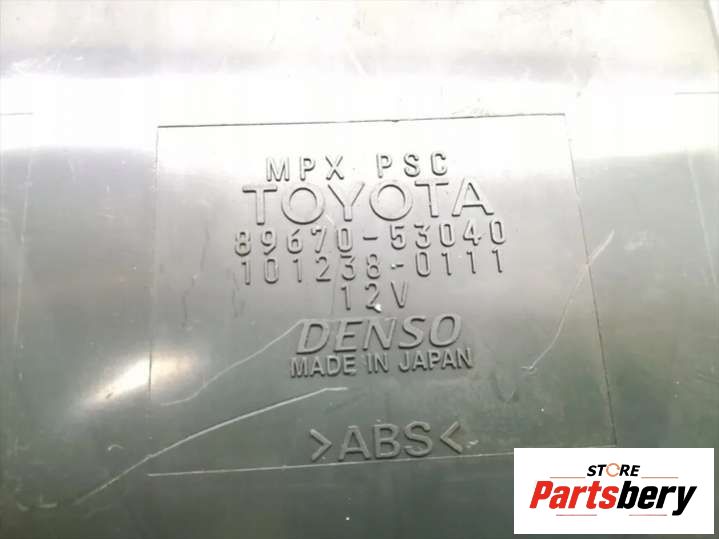 MPX PSC
TOYOTA
89670-53040
101238-0111
12V
DENSO
MADE IN JAPAN
>ABS<
STORE
Partsbery